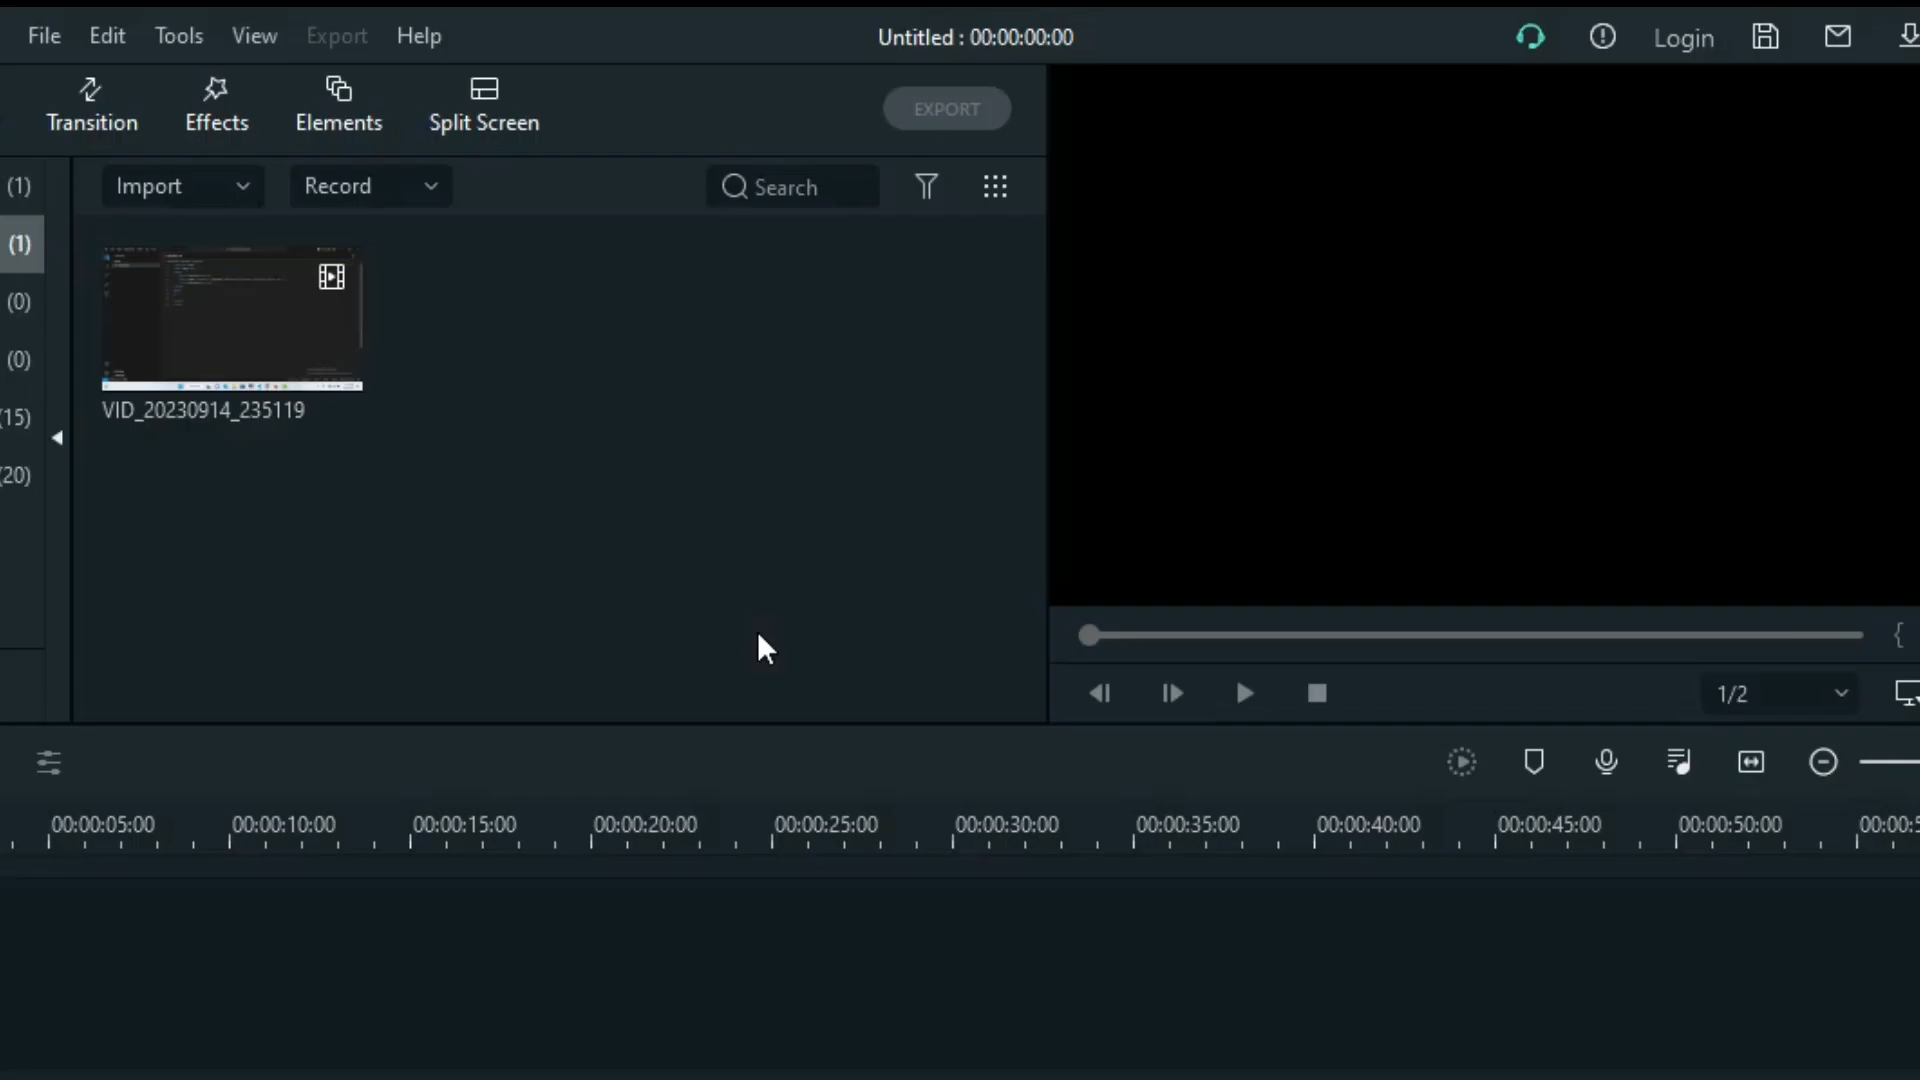 File Edit Tools View Export Help Untitled : 00:00:00:00 Login
Transition Effects Elements Split Screen EXPORT
(1) Import Record Search
(1)
(0)
(0)
VID_20230914_235119
(15)
(20)
1/2
00:00:05:00 00:00:10:00 00:00:15:00 00:00:20:00 00:00:25:00 00:00:30:00 00:00:35:00 00:00:40:00 00:00:45:00 00:00:50:00 00:00:5